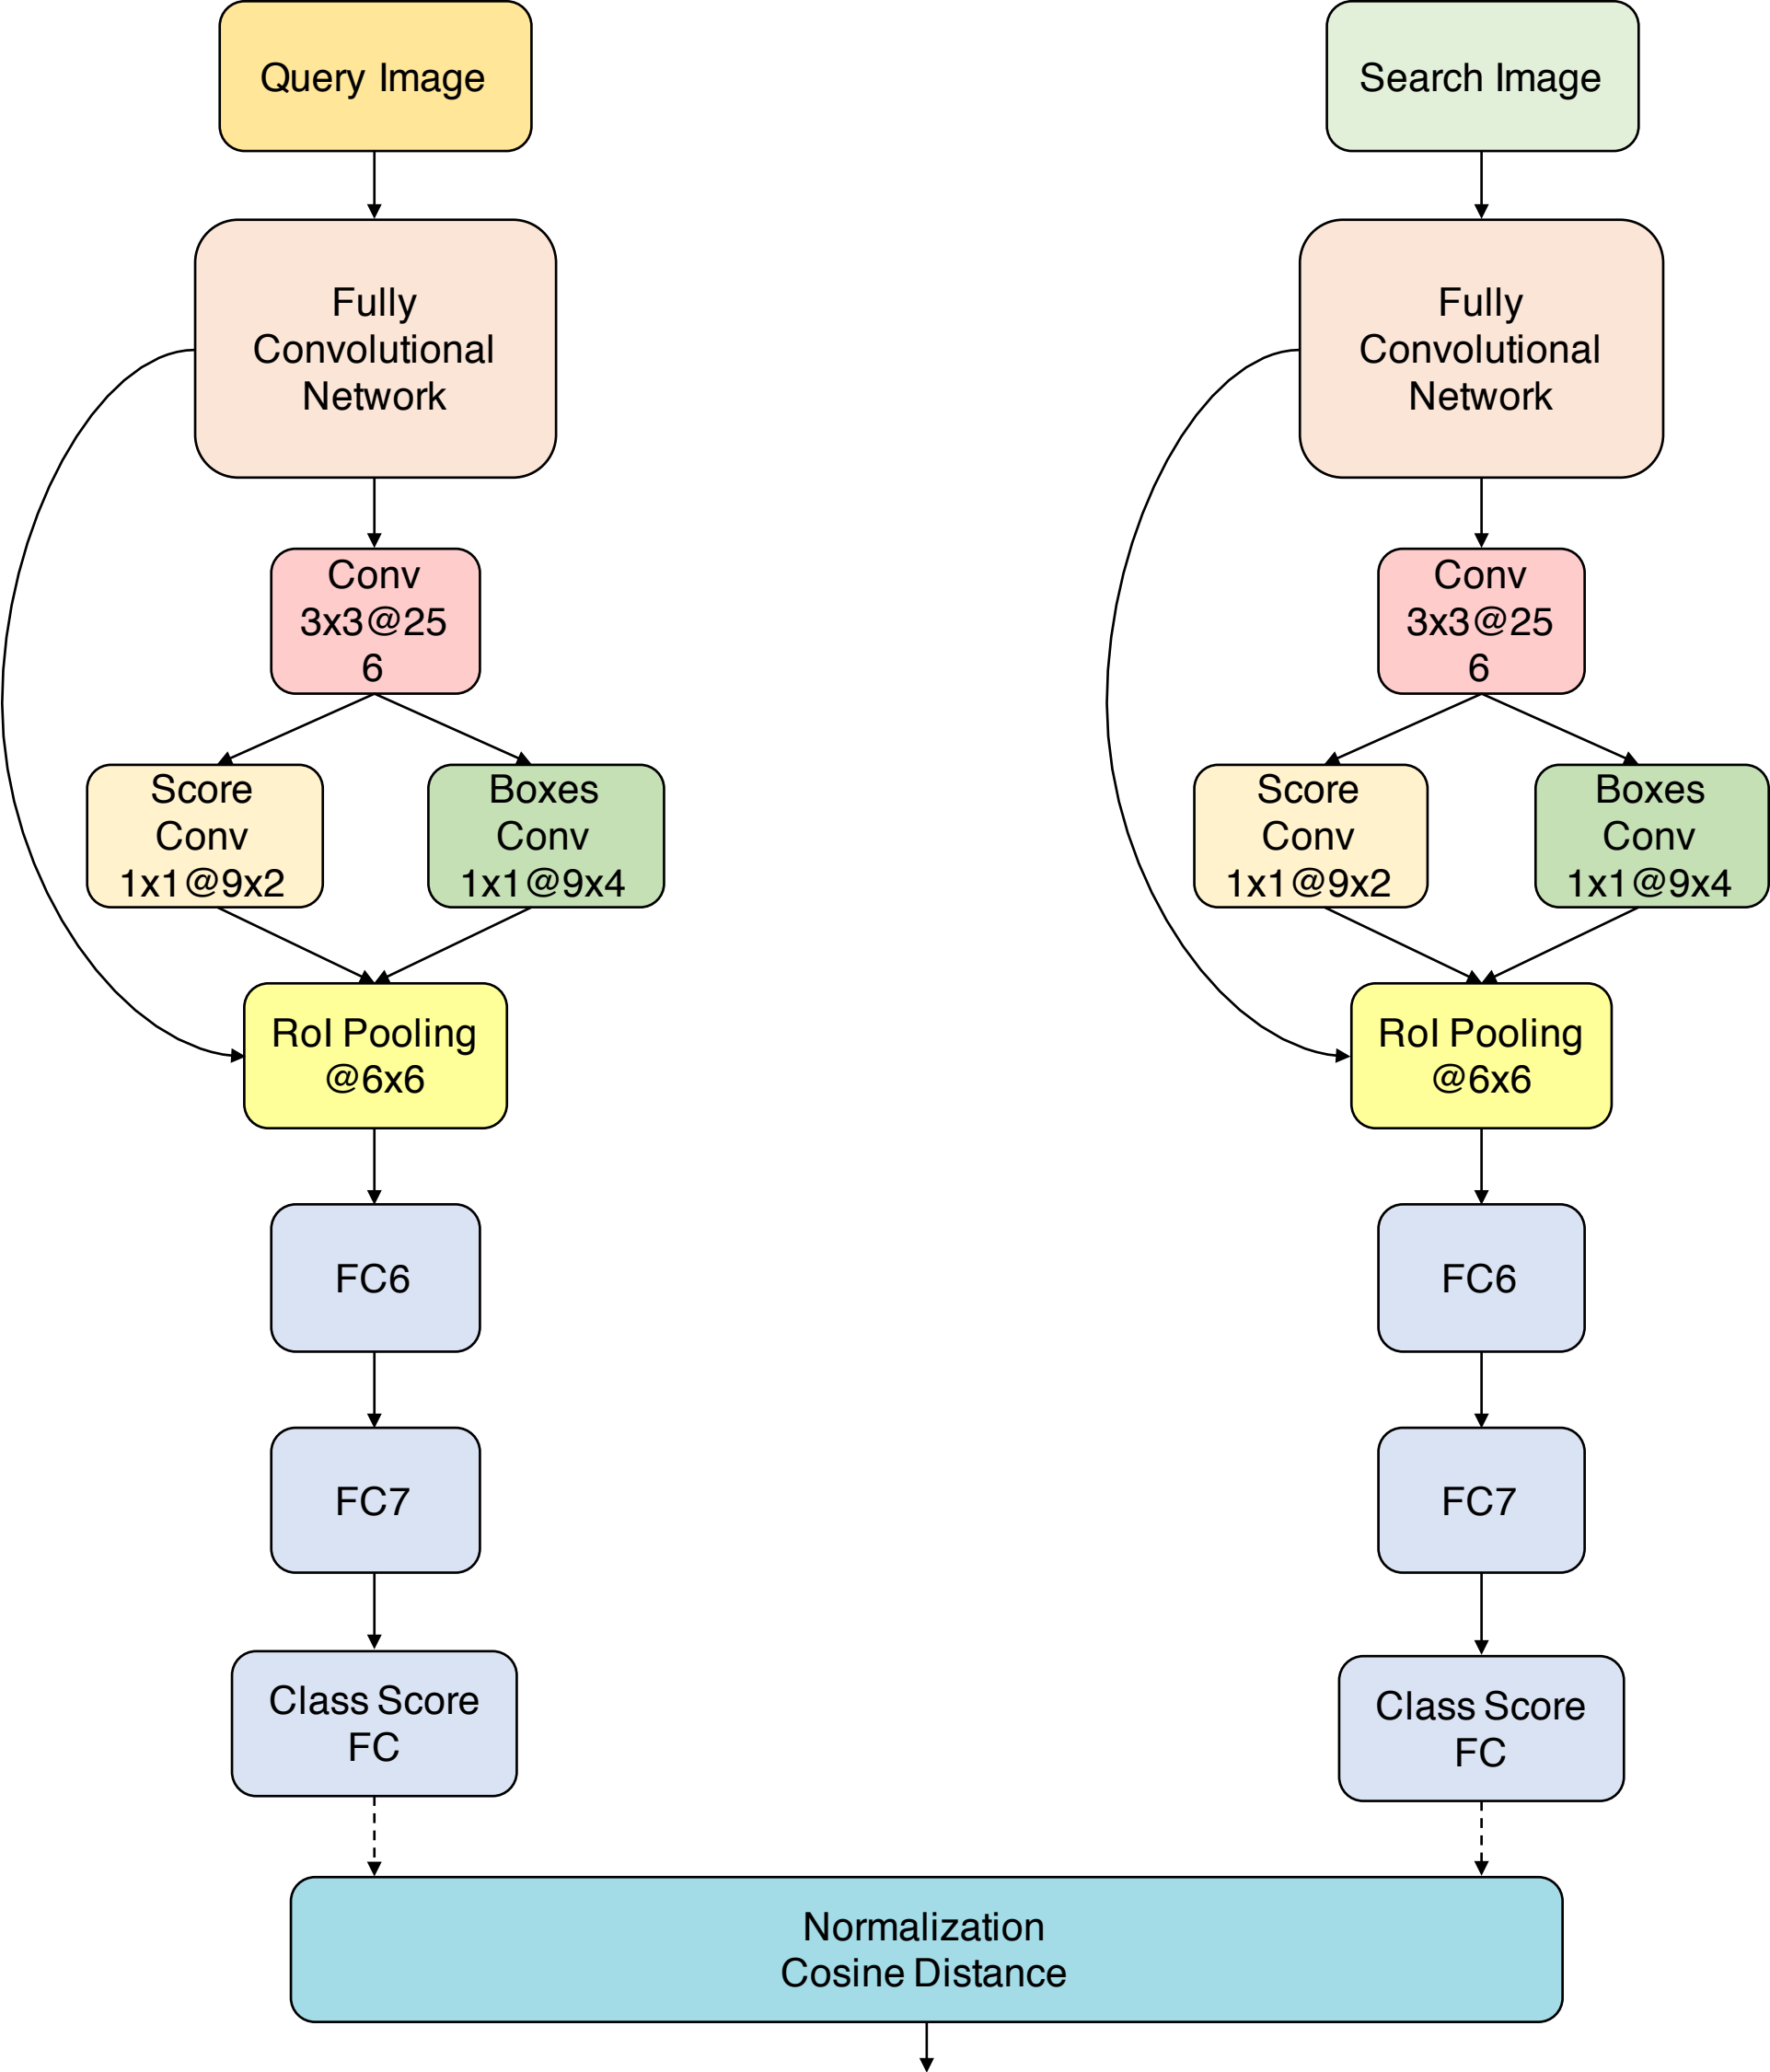 Query Image
Fully
Convolutional
Network
Conv
3x3@25
6
Score
Conv
1x1@9x2
Boxes
Conv
1x1@9x4
RoI Pooling
@6x6
FC6
FC7
Class Score
FC
Search Image
Fully
Convolutional
Network
Conv
3x3@25
6
Score
Conv
1x1@9x2
Boxes
Conv
1x1@9x4
RoI Pooling
@6x6
FC6
FC7
Class Score
FC
Normalization
Cosine Distance